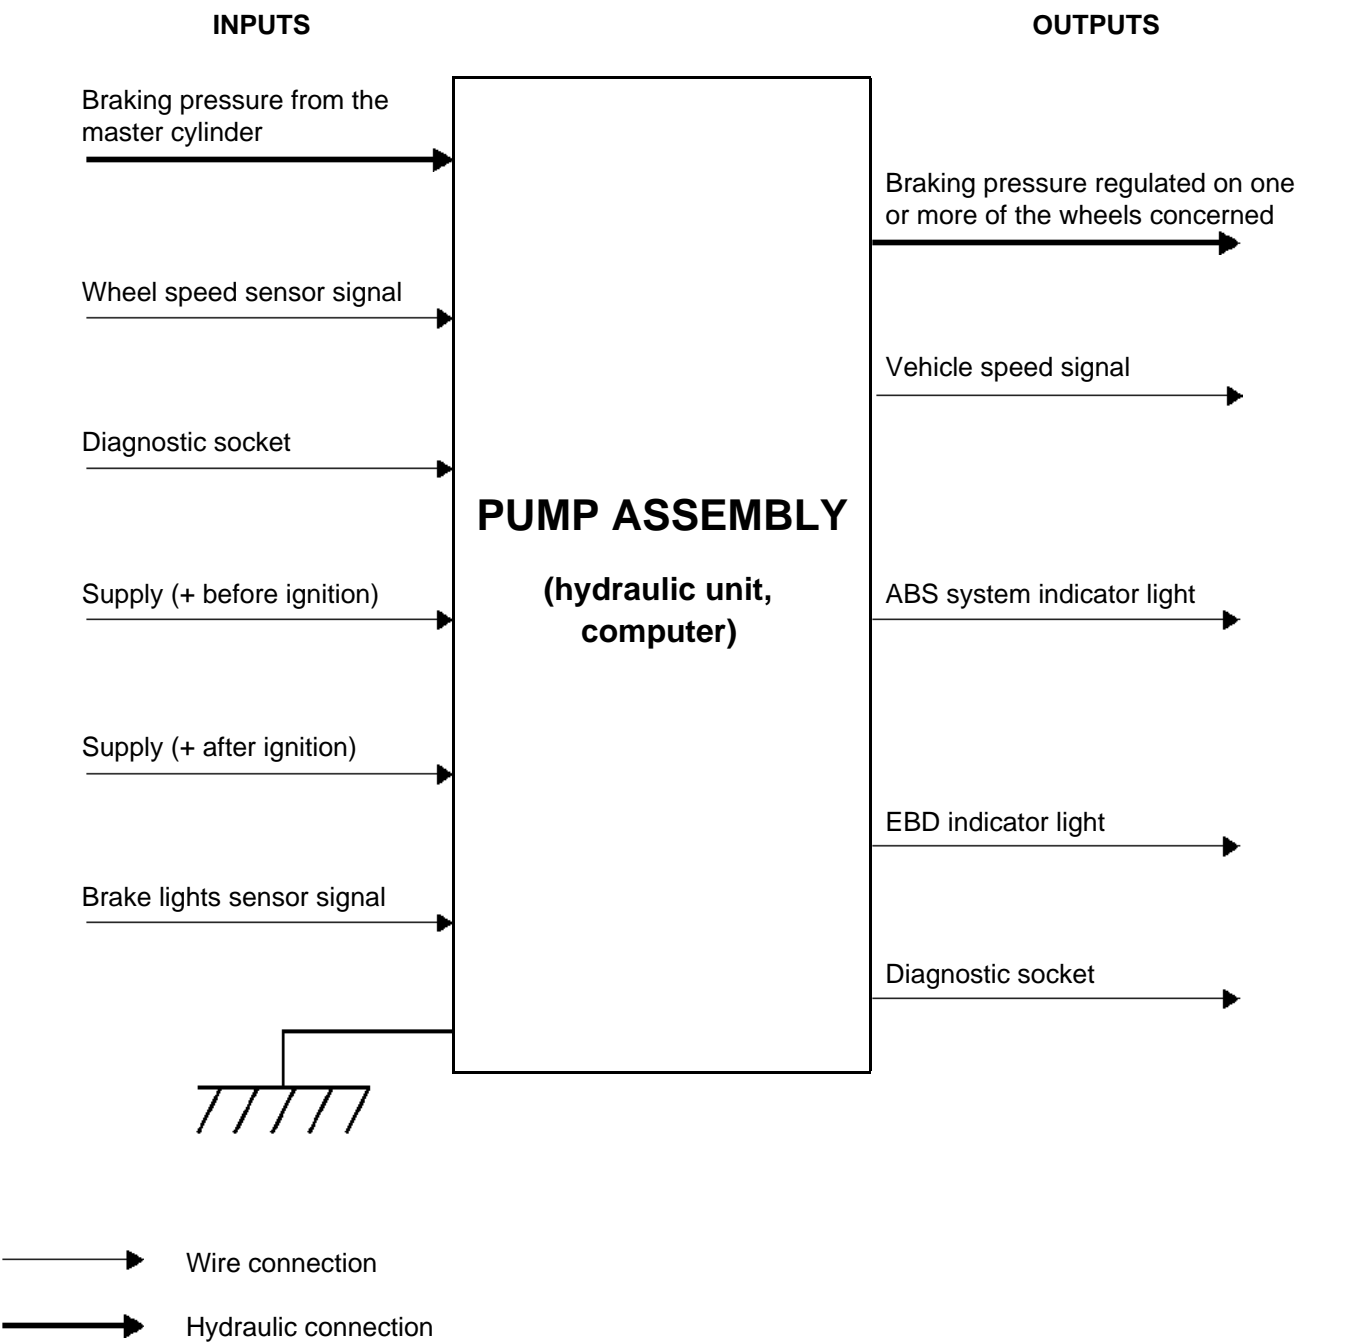 INPUTS
OUTPUTS
Braking pressure from the
master cylinder
Wheel speed sensor signal
Diagnostic socket
Supply (+ before ignition)
Supply (+ after ignition)
Brake lights sensor signal
PUMP ASSEMBLY
(hydraulic unit,
computer)
Braking pressure regulated on one
or more of the wheels concerned
Vehicle speed signal
ABS system indicator light
EBD indicator light
Diagnostic socket
Wire connection
Hydraulic connection